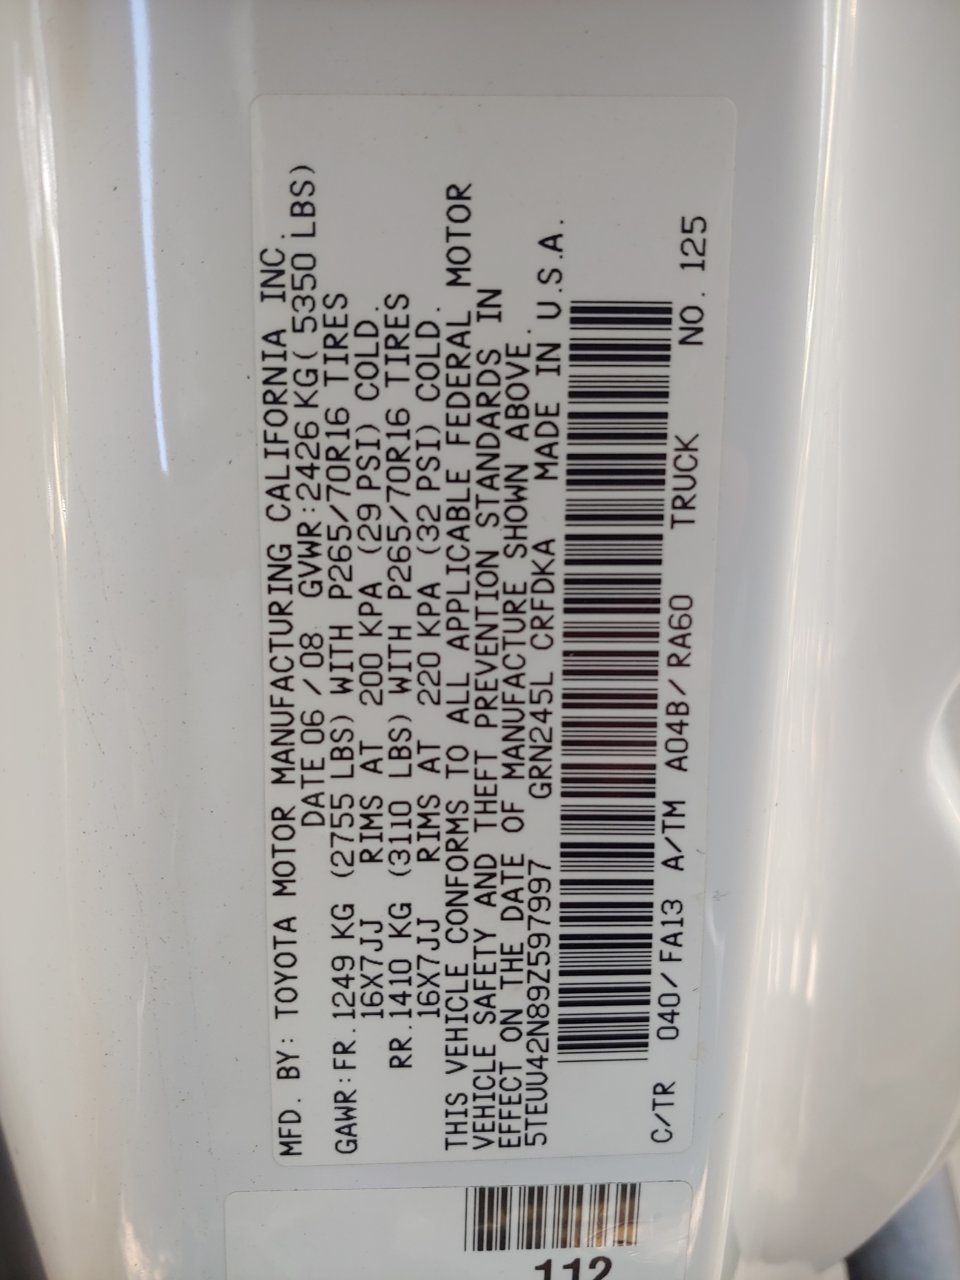 MFD. BY: TOYOTA MOTOR MANUFACTURING CALIFORNIA INC.
DATE 06 / 08 GVWR:2426 KG( 5350 LBS)
GAWR:FR.1249 KG (2755 LBS) WITH P265/70R16 TIRES
16X7JJ RIMS AT 200 KPA (29 PSI) COLD.
RR.1410 KG (3110 LBS) WITH P265/70R16 TIRES
16X7JJ RIMS AT 220 KPA (32 PSI) COLD.
THIS VEHICLE CONFORMS TO ALL APPLICABLE FEDERAL MOTOR
VEHICLE SAFETY AND THEFT PREVENTION STANDARDS IN
EFFECT ON THE DATE OF MANUFACTURE SHOWN ABOVE.
5TEUU42N89Z597997 GRN245L CRFDKA MADE IN U.S.A.
C/TR 040/FA13 A/TM A04B/RA60 TRUCK NO. 125
112